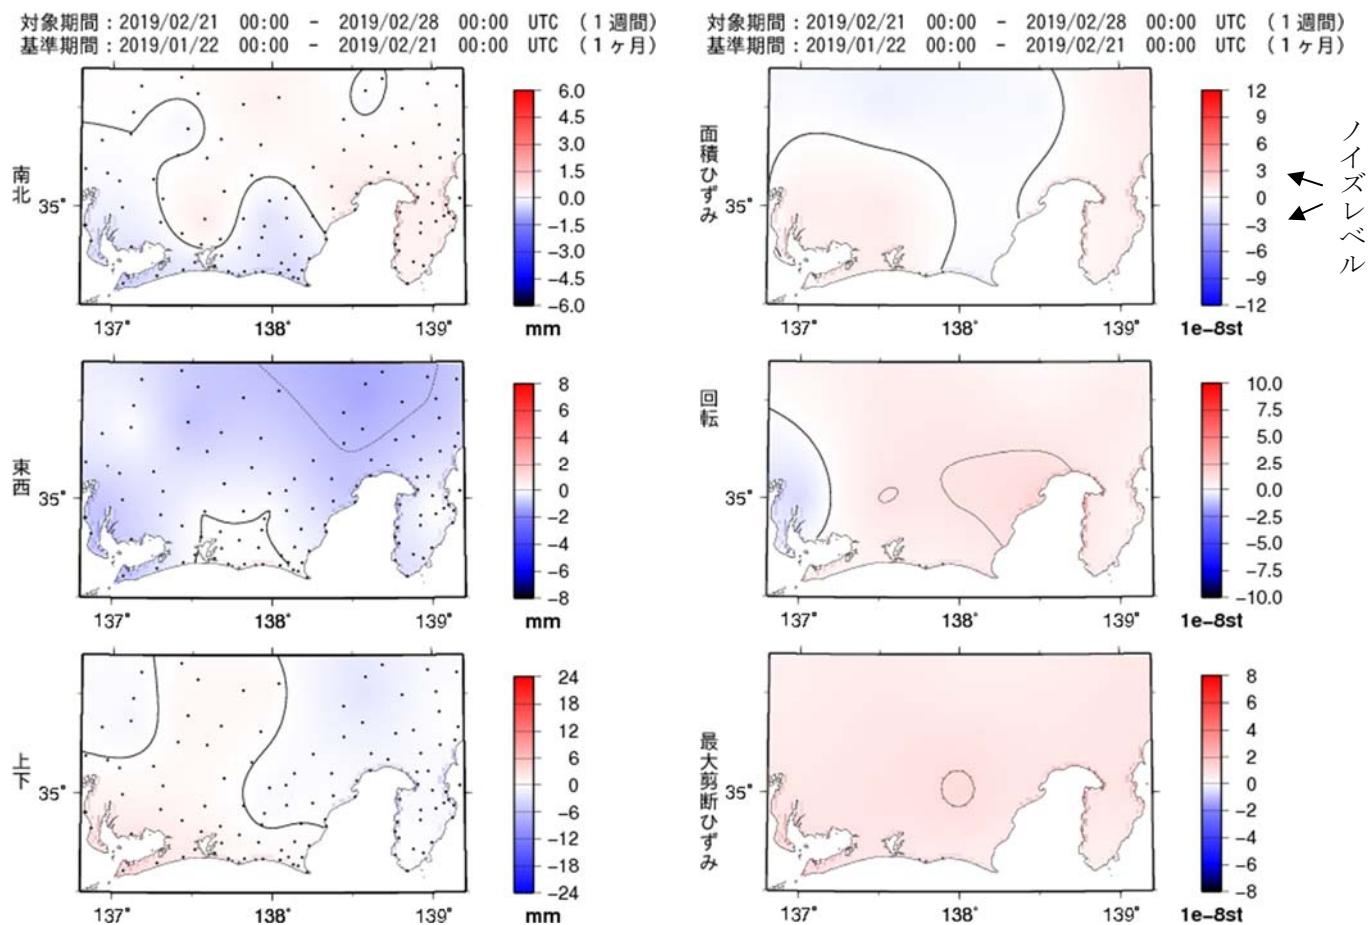 対象期間：2019/02/21 00:00 - 2019/02/28 00:00 UTC （１週間）
基準期間：2019/01/22 00:00 - 2019/02/21 00:00 UTC （１ヶ月）
南北
35°
137° 138° 139°
6.0
4.5
3.0
1.5
0.0
-1.5
-3.0
-4.5
-6.0
mm
東西
35°
137° 138° 139°
8
6
4
2
0
-2
-4
-6
-8
mm
上下
35°
137° 138° 139°
24
18
12
6
0
-6
-12
-18
-24
mm
対象期間：2019/02/21 00:00 - 2019/02/28 00:00 UTC （１週間）
基準期間：2019/01/22 00:00 - 2019/02/21 00:00 UTC （１ヶ月）
面積ひずみ
35°
137° 138° 139°
12
9
6
3
0
-3
-6
-9
-12
1e-8st
ノイズレベル
回転
35°
137° 138° 139°
10.0
7.5
5.0
2.5
0.0
-2.5
-5.0
-7.5
-10.0
1e-8st
最大剪断ひずみ
35°
137° 138° 139°
8
6
4
2
0
-2
-4
-6
-8
1e-8st